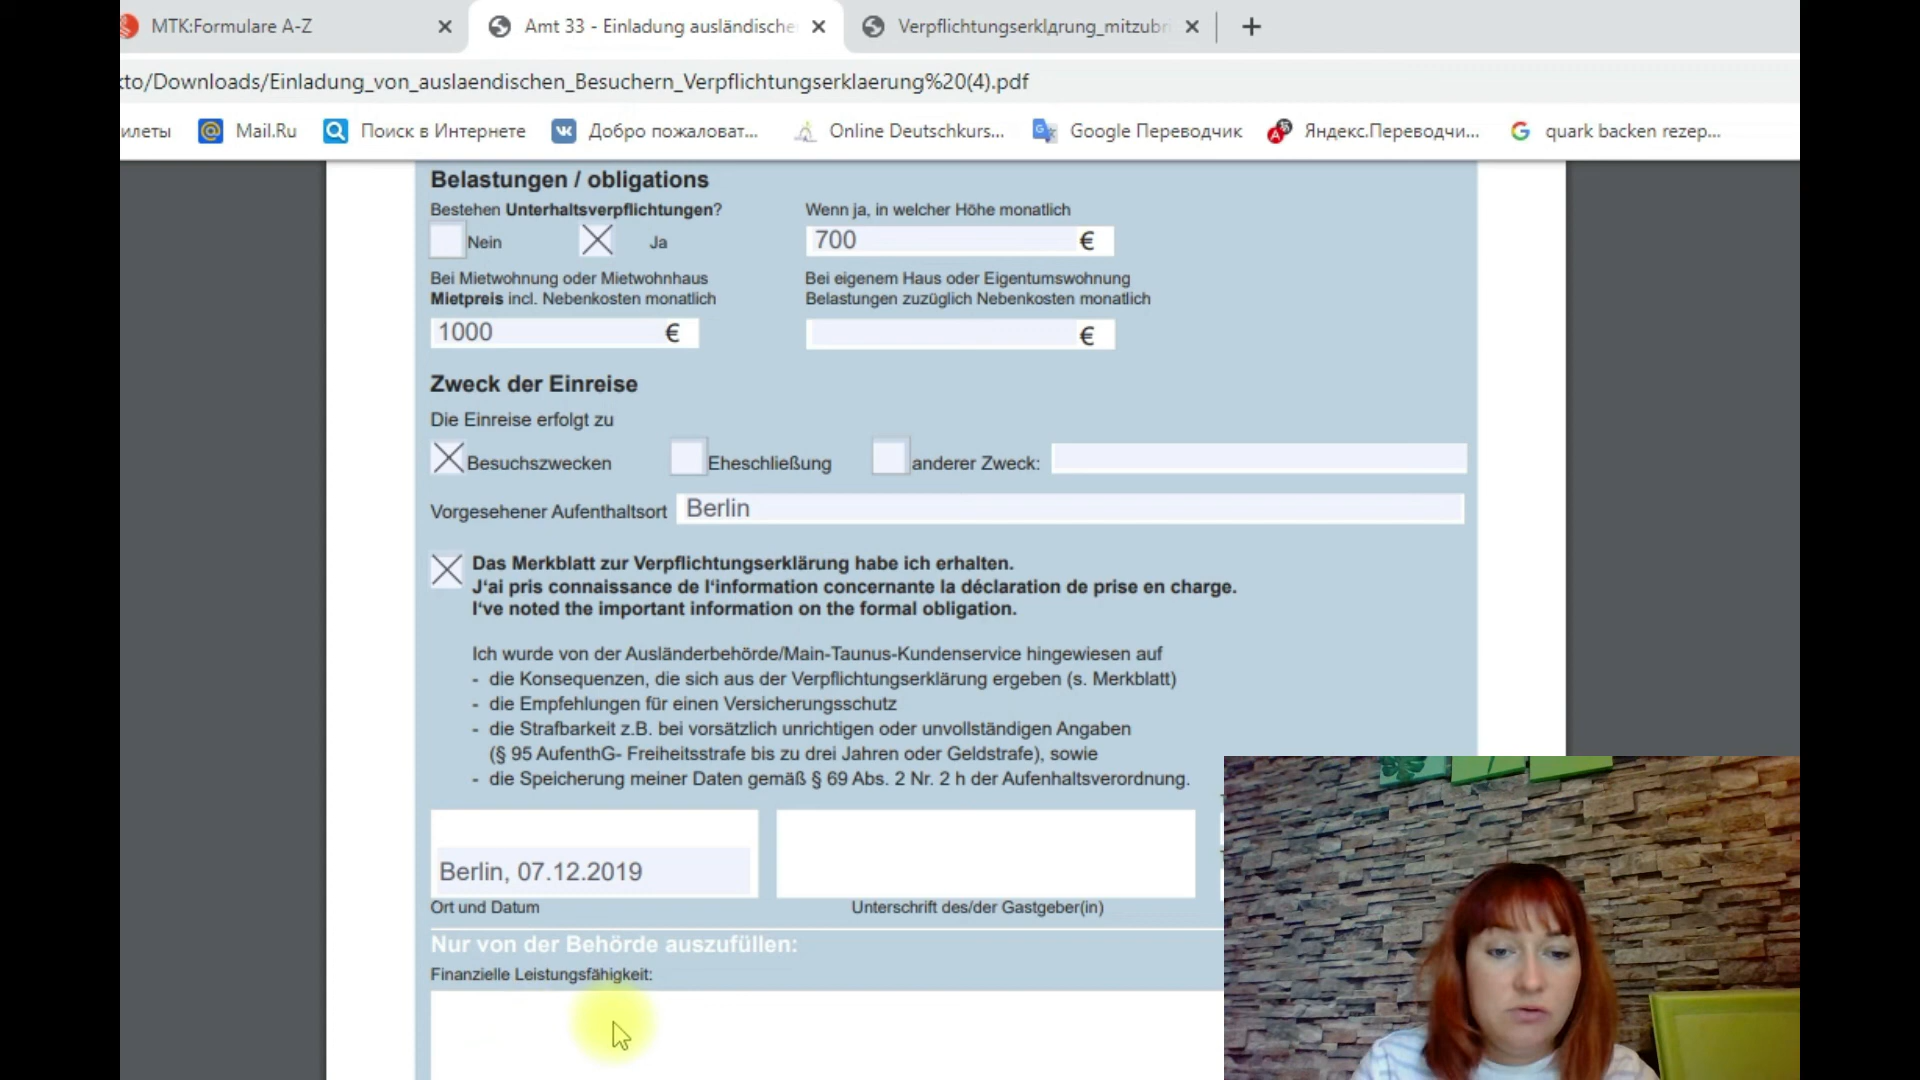 MTK:Formulare A-Z
Amt 33 - Einladung ausländische
Verpflichtungserklдrung_mitzubr
kto/Downloads/Einladung_von_auslaendischen_Besuchern_Verpflichtungserklaerung%20(4).pdf
илеты
Mail.Ru
Поиск в Интернете
Добро пожаловат...
Online Deutschkurs...
Google Переводчик
Яндекс.Переводчи...
quark backen rezep...
Belastungen / obligations
Bestehen Unterhaltsverpflichtungen?
Wenn ja, in welcher Höhe monatlich
Nein
Ja
700 €
Bei Mietwohnung oder Mietwohnhaus
Mietpreis incl. Nebenkosten monatlich
Bei eigenem Haus oder Eigentumswohnung
Belastungen zuzüglich Nebenkosten monatlich
1000 €
€
Zweck der Einreise
Die Einreise erfolgt zu
Besuchszwecken
Eheschließung
anderer Zweck:
Vorgesehener Aufenthaltsort Berlin
Das Merkblatt zur Verpflichtungserklärung habe ich erhalten.
J‘ai pris connaissance de l‘information concernante la déclaration de prise en charge.
I‘ve noted the important information on the formal obligation.
Ich wurde von der Ausländerbehörde/Main-Taunus-Kundenservice hingewiesen auf
- die Konsequenzen, die sich aus der Verpflichtungserklärung ergeben (s. Merkblatt)
- die Empfehlungen für einen Versicherungsschutz
- die Strafbarkeit z.B. bei vorsätzlich unrichtigen oder unvollständigen Angaben
(§ 95 AufenthG- Freiheitsstrafe bis zu drei Jahren oder Geldstrafe), sowie
- die Speicherung meiner Daten gemäß § 69 Abs. 2 Nr. 2 h der Aufenhaltsverordnung.
Berlin, 07.12.2019
Ort und Datum
Unterschrift des/der Gastgeber(in)
Nur von der Behörde auszufüllen:
Finanzielle Leistungsfähigkeit: